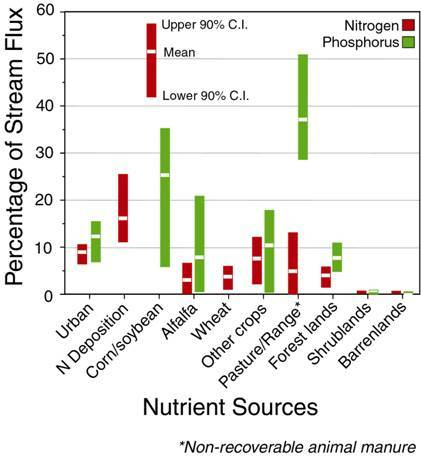 Percentage of Stream Flux
60
50
40
30
20
10
0
Upper 90% C.I.
Mean
Lower 90% C.I.
Nitrogen
Phosphorus
Urban
N Deposition
Corn/soybean
Alfalfa
Wheat
Other crops
Pasture/Range*
Forest lands
Shrublands
Barrenlands
Nutrient Sources
*Non-recoverable animal manure